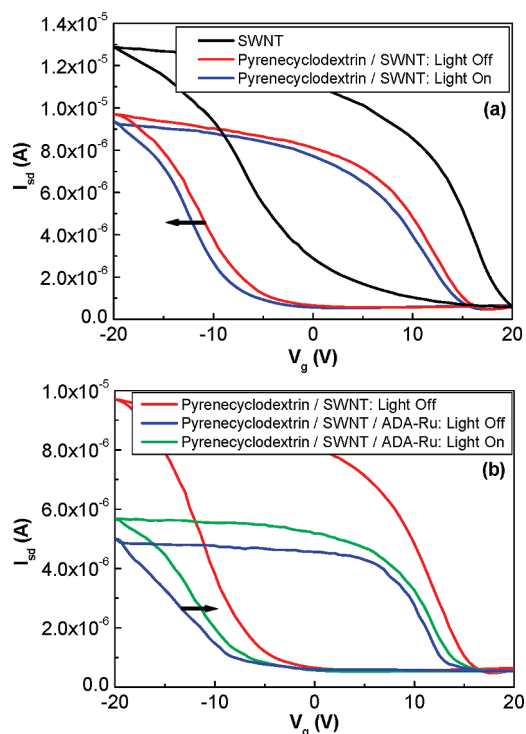 1.4x10⁻⁵
SWNT
Pyrenecyclodextrin / SWNT: Light Off
Pyrenecyclodextrin / SWNT: Light On
1.2x10⁻⁵
(a)
1.0x10⁻⁵
8.0x10⁻⁶
6.0x10⁻⁶
4.0x10⁻⁶
2.0x10⁻⁶
0.0
I_sd (A)
-20 -10 0 10 20
V_g (V)
1.0x10⁻⁵
Pyrenecyclodextrin / SWNT: Light Off
Pyrenecyclodextrin / SWNT / ADA-Ru: Light Off
Pyrenecyclodextrin / SWNT / ADA-Ru: Light On
8.0x10⁻⁶
(b)
6.0x10⁻⁶
4.0x10⁻⁶
2.0x10⁻⁶
0.0
I_sd (A)
-20 -10 0 10 20
V_g (V)